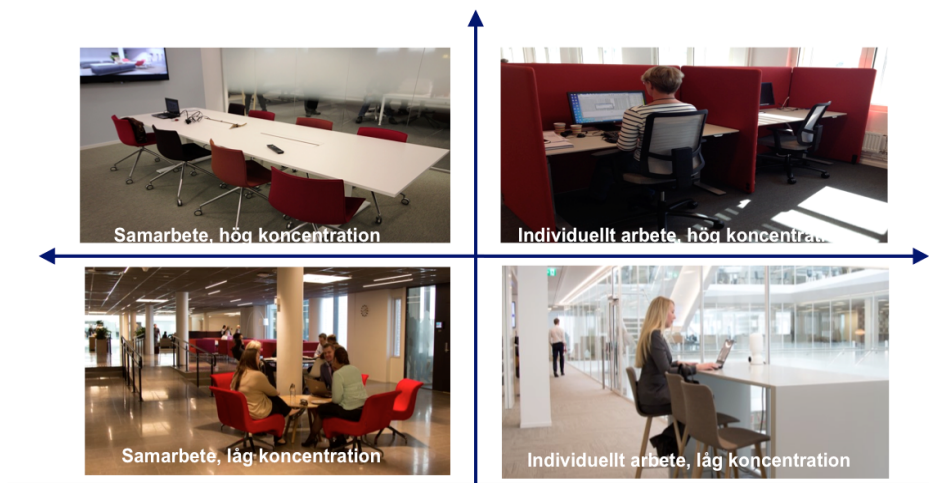 Samarbete, hög koncentration
Individuellt arbete, hög koncentration
Samarbete, låg koncentration
Individuellt arbete, låg koncentration